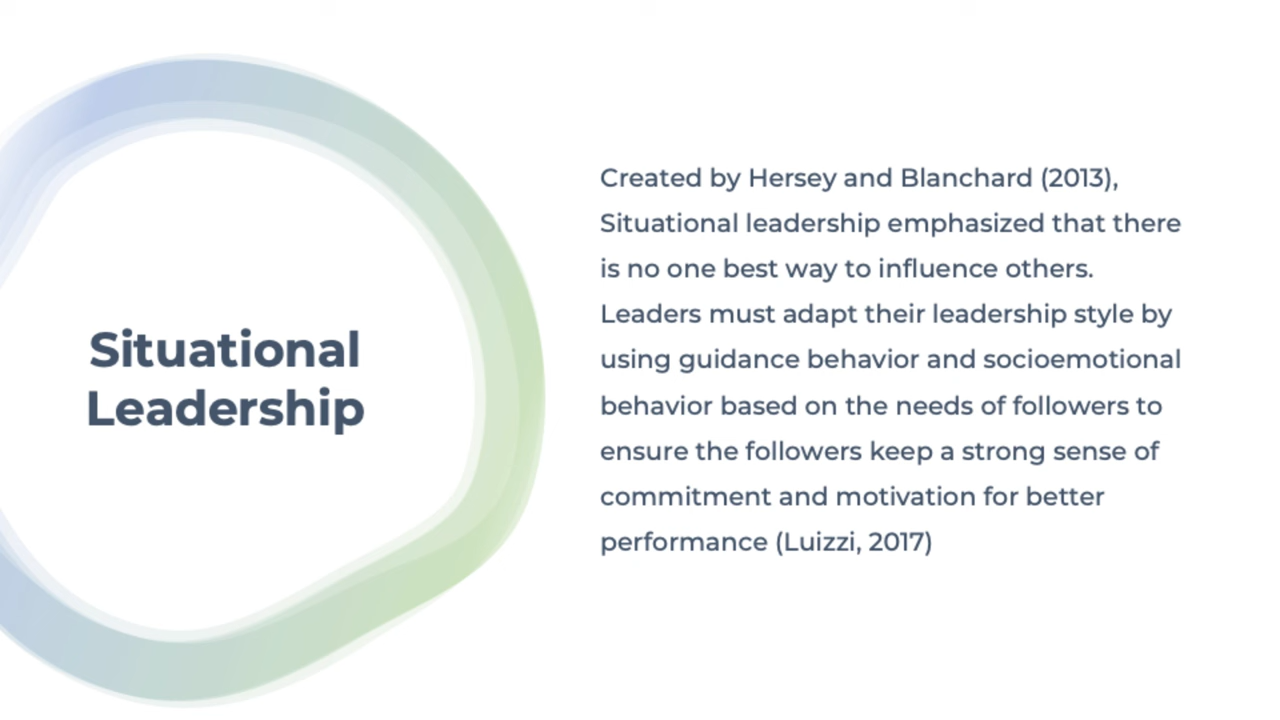 Situational
Leadership
Created by Hersey and Blanchard (2013),
Situational leadership emphasized that there
is no one best way to influence others.
Leaders must adapt their leadership style by
using guidance behavior and socioemotional
behavior based on the needs of followers to
ensure the followers keep a strong sense of
commitment and motivation for better
performance (Luizzi, 2017)